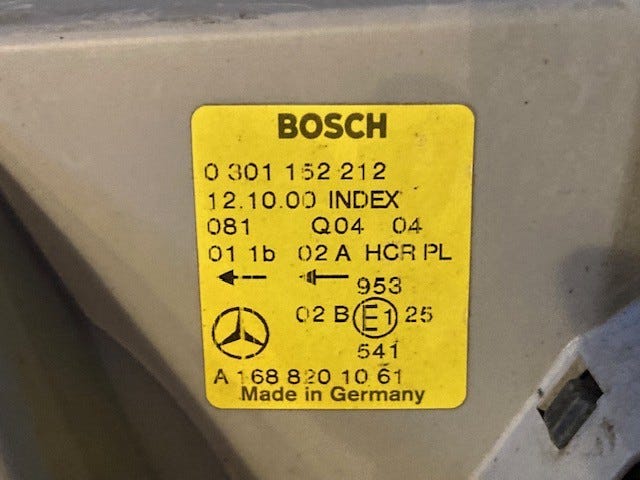 BOSCH
0 301 152 212
12.10.00 INDEX
081 Q04 04
01 1b 02 A HCR PL
953
02 B E1 25
541
A 168 820 10 61
Made in Germany